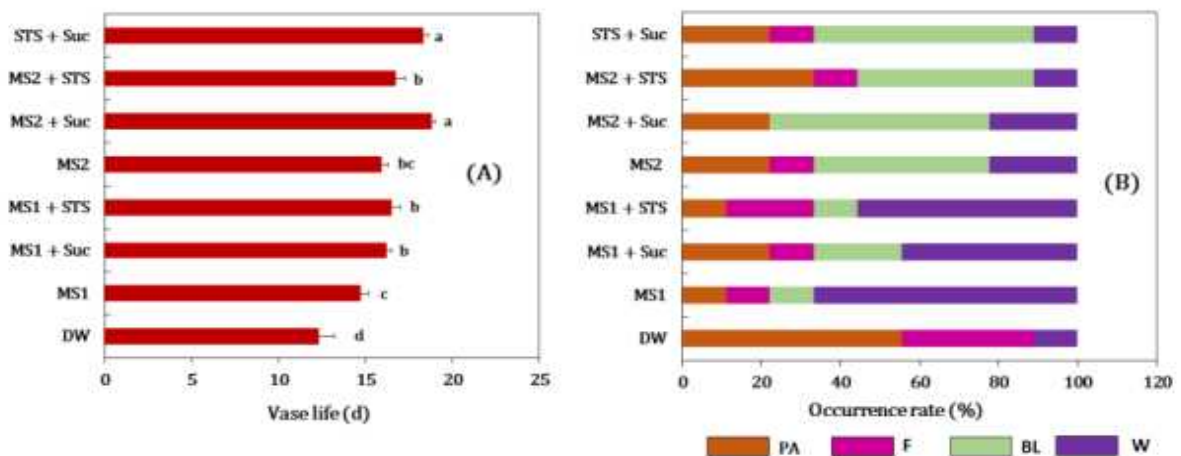 STS + Suc
a
MS2 + STS
b
MS2 + Suc
a
MS2
bc
(A)
MS1 + STS
b
MS1 + Suc
b
MS1
c
DW
d
0 5 10 15 20 25
Vase life (d)
STS + Suc
MS2 + STS
MS2 + Suc
MS2
(B)
MS1 + STS
MS1 + Suc
MS1
DW
0 20 40 60 80 100 120
Occurrence rate (%)
PA F BL W